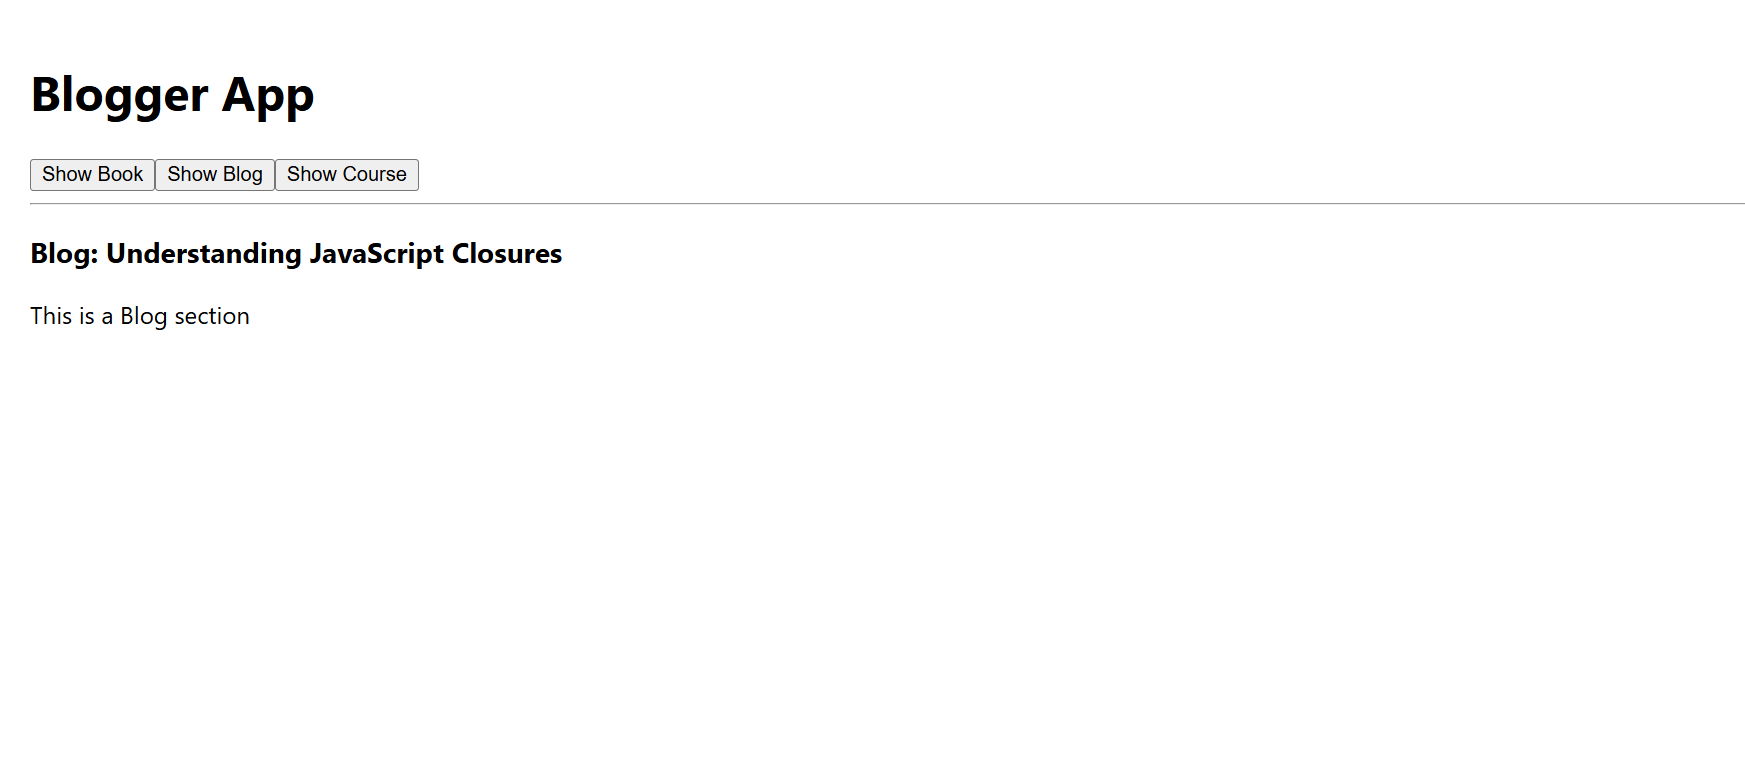 Blogger App
Show Book Show Blog Show Course
Blog: Understanding JavaScript Closures
This is a Blog section